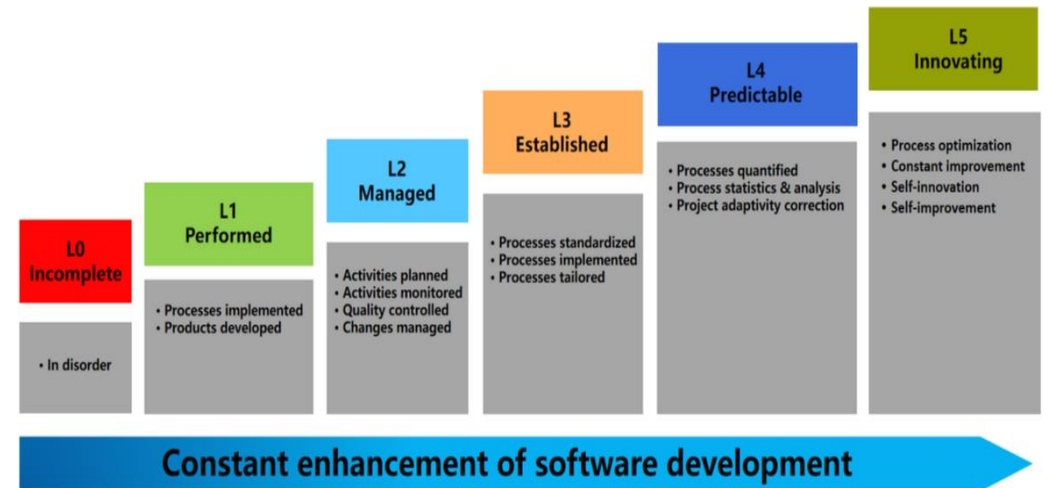 L0
Incomplete
• In disorder
L1
Performed
• Processes implemented
• Products developed
L2
Managed
• Activities planned
• Activities monitored
• Quality controlled
• Changes managed
L3
Established
• Processes standardized
• Processes implemented
• Processes tailored
L4
Predictable
• Processes quantified
• Process statistics & analysis
• Project adaptivity correction
L5
Innovating
• Process optimization
• Constant improvement
• Self-innovation
• Self-improvement
Constant enhancement of software development